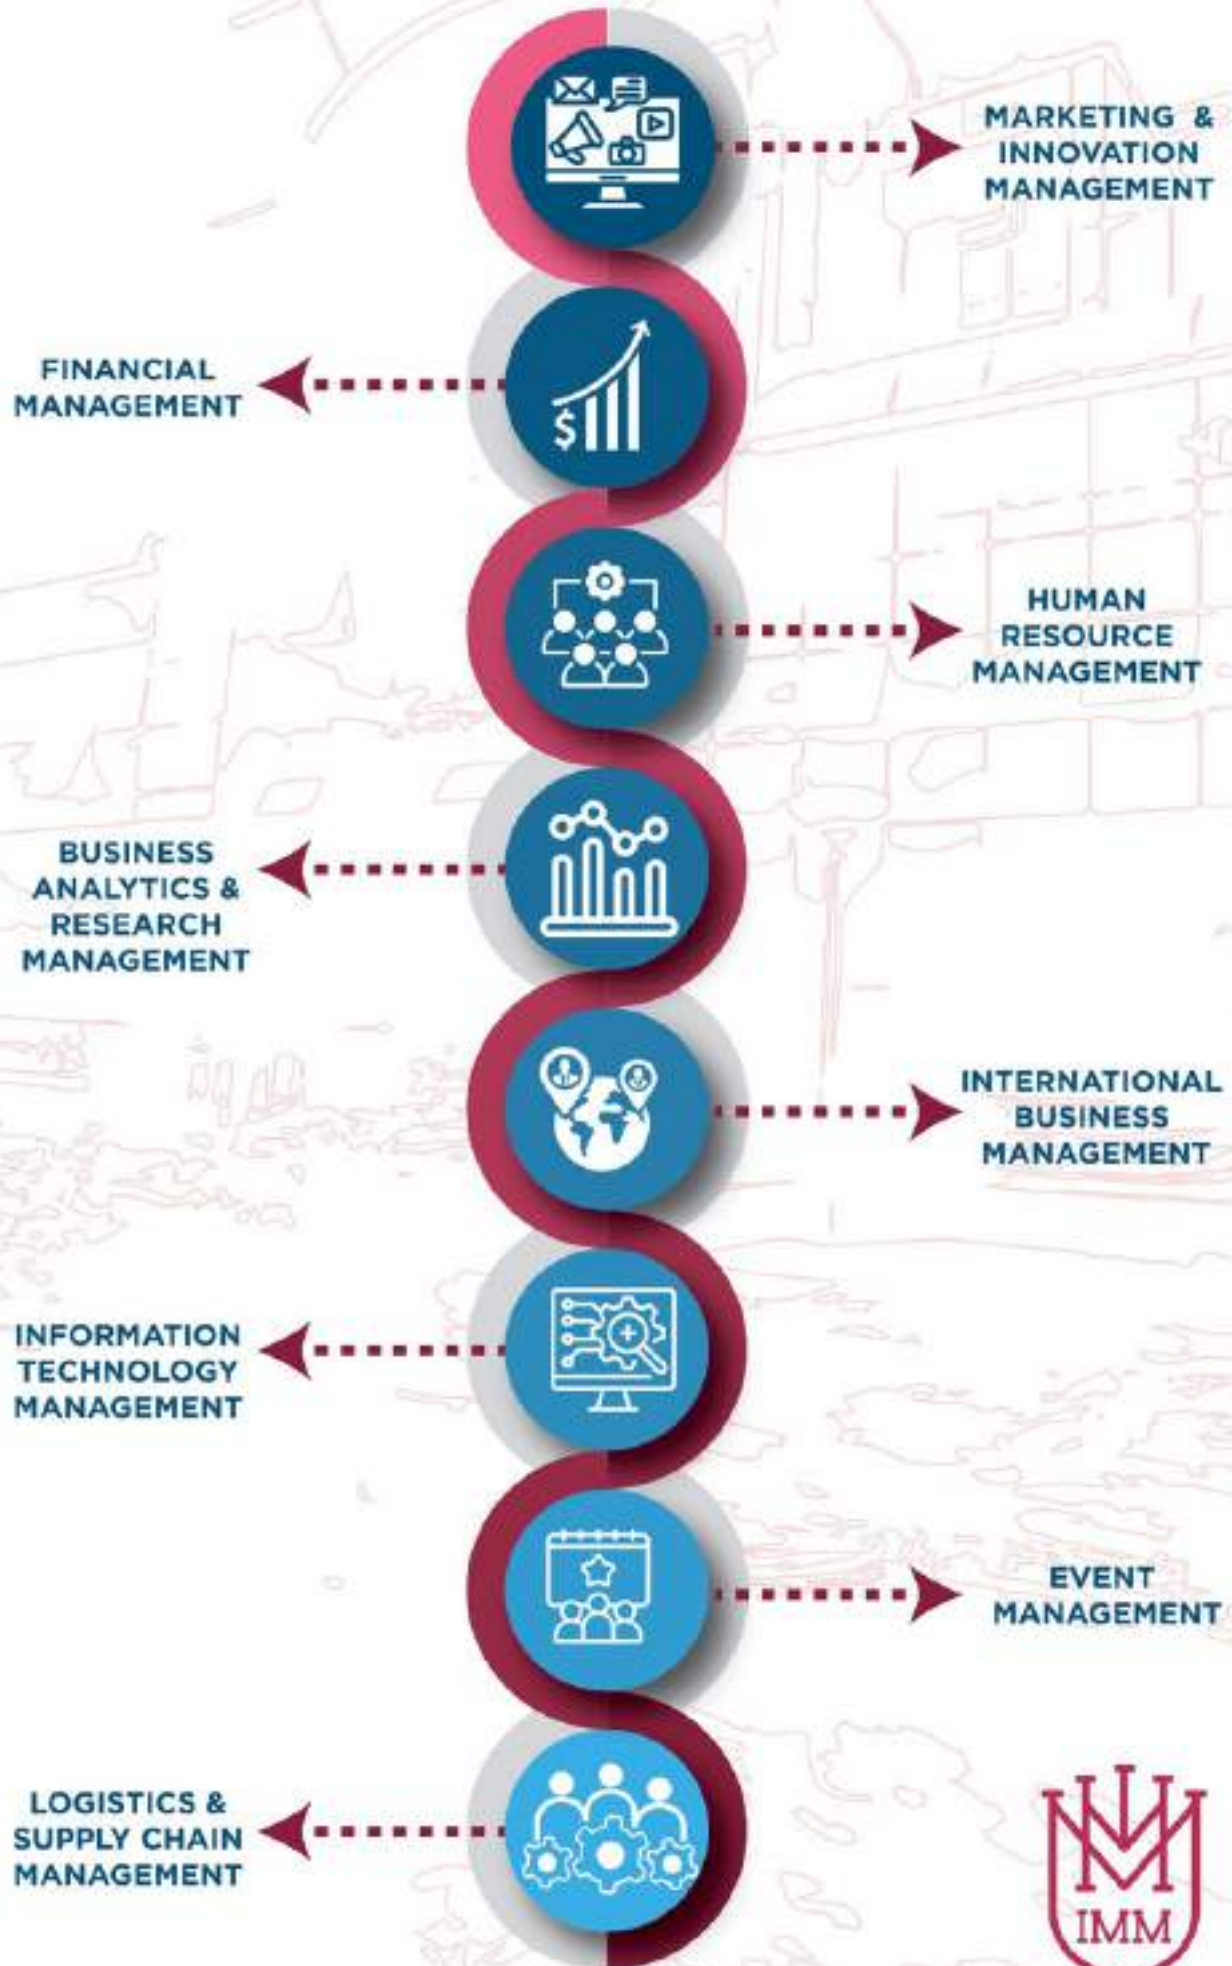 MARKETING &
INNOVATION
MANAGEMENT
FINANCIAL
MANAGEMENT
$
HUMAN
RESOURCE
MANAGEMENT
BUSINESS
ANALYTICS &
RESEARCH
MANAGEMENT
INTERNATIONAL
BUSINESS
MANAGEMENT
INFORMATION
TECHNOLOGY
MANAGEMENT
EVENT
MANAGEMENT
LOGISTICS &
SUPPLY CHAIN
MANAGEMENT
IMM